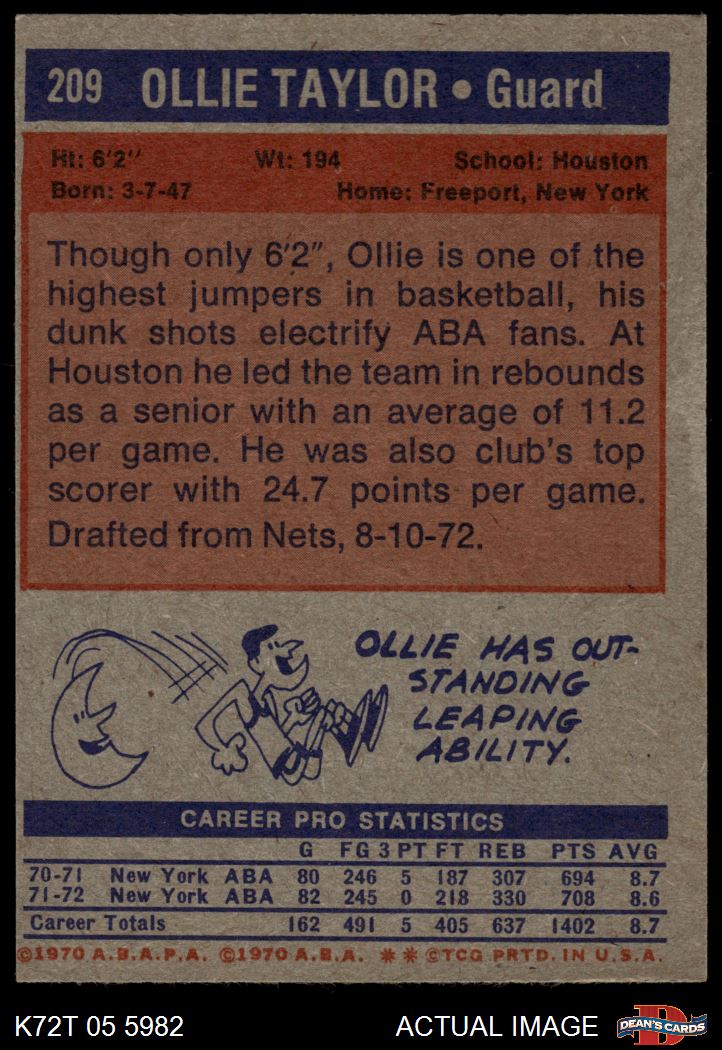 209 OLLIE TAYLOR • Guard
Ht: 6'2" Wt: 194 School: Houston
Born: 3-7-47 Home: Freeport, New York
Though only 6'2", Ollie is one of the
highest jumpers in basketball, his
dunk shots electrify ABA fans. At
Houston he led the team in rebounds
as a senior with an average of 11.2
per game. He was also club's top
scorer with 24.7 points per game.
Drafted from Nets, 8-10-72.
OLLIE HAS OUT-
STANDING
LEAPING
ABILITY.
CAREER PRO STATISTICS
G FG 3 PT FT REB PTS AVG
70-71 New York ABA 80 246 5 187 307 694 8.7
71-72 New York ABA 82 245 0 218 330 708 8.6
Career Totals 162 491 5 405 637 1402 8.7
©1970 A.B.A.P.A. ©1970 A.B.A. ** ©TCG PRTD. IN U.S.A.
K72T 05 5982 ACTUAL IMAGE D DEAN'S CARDS